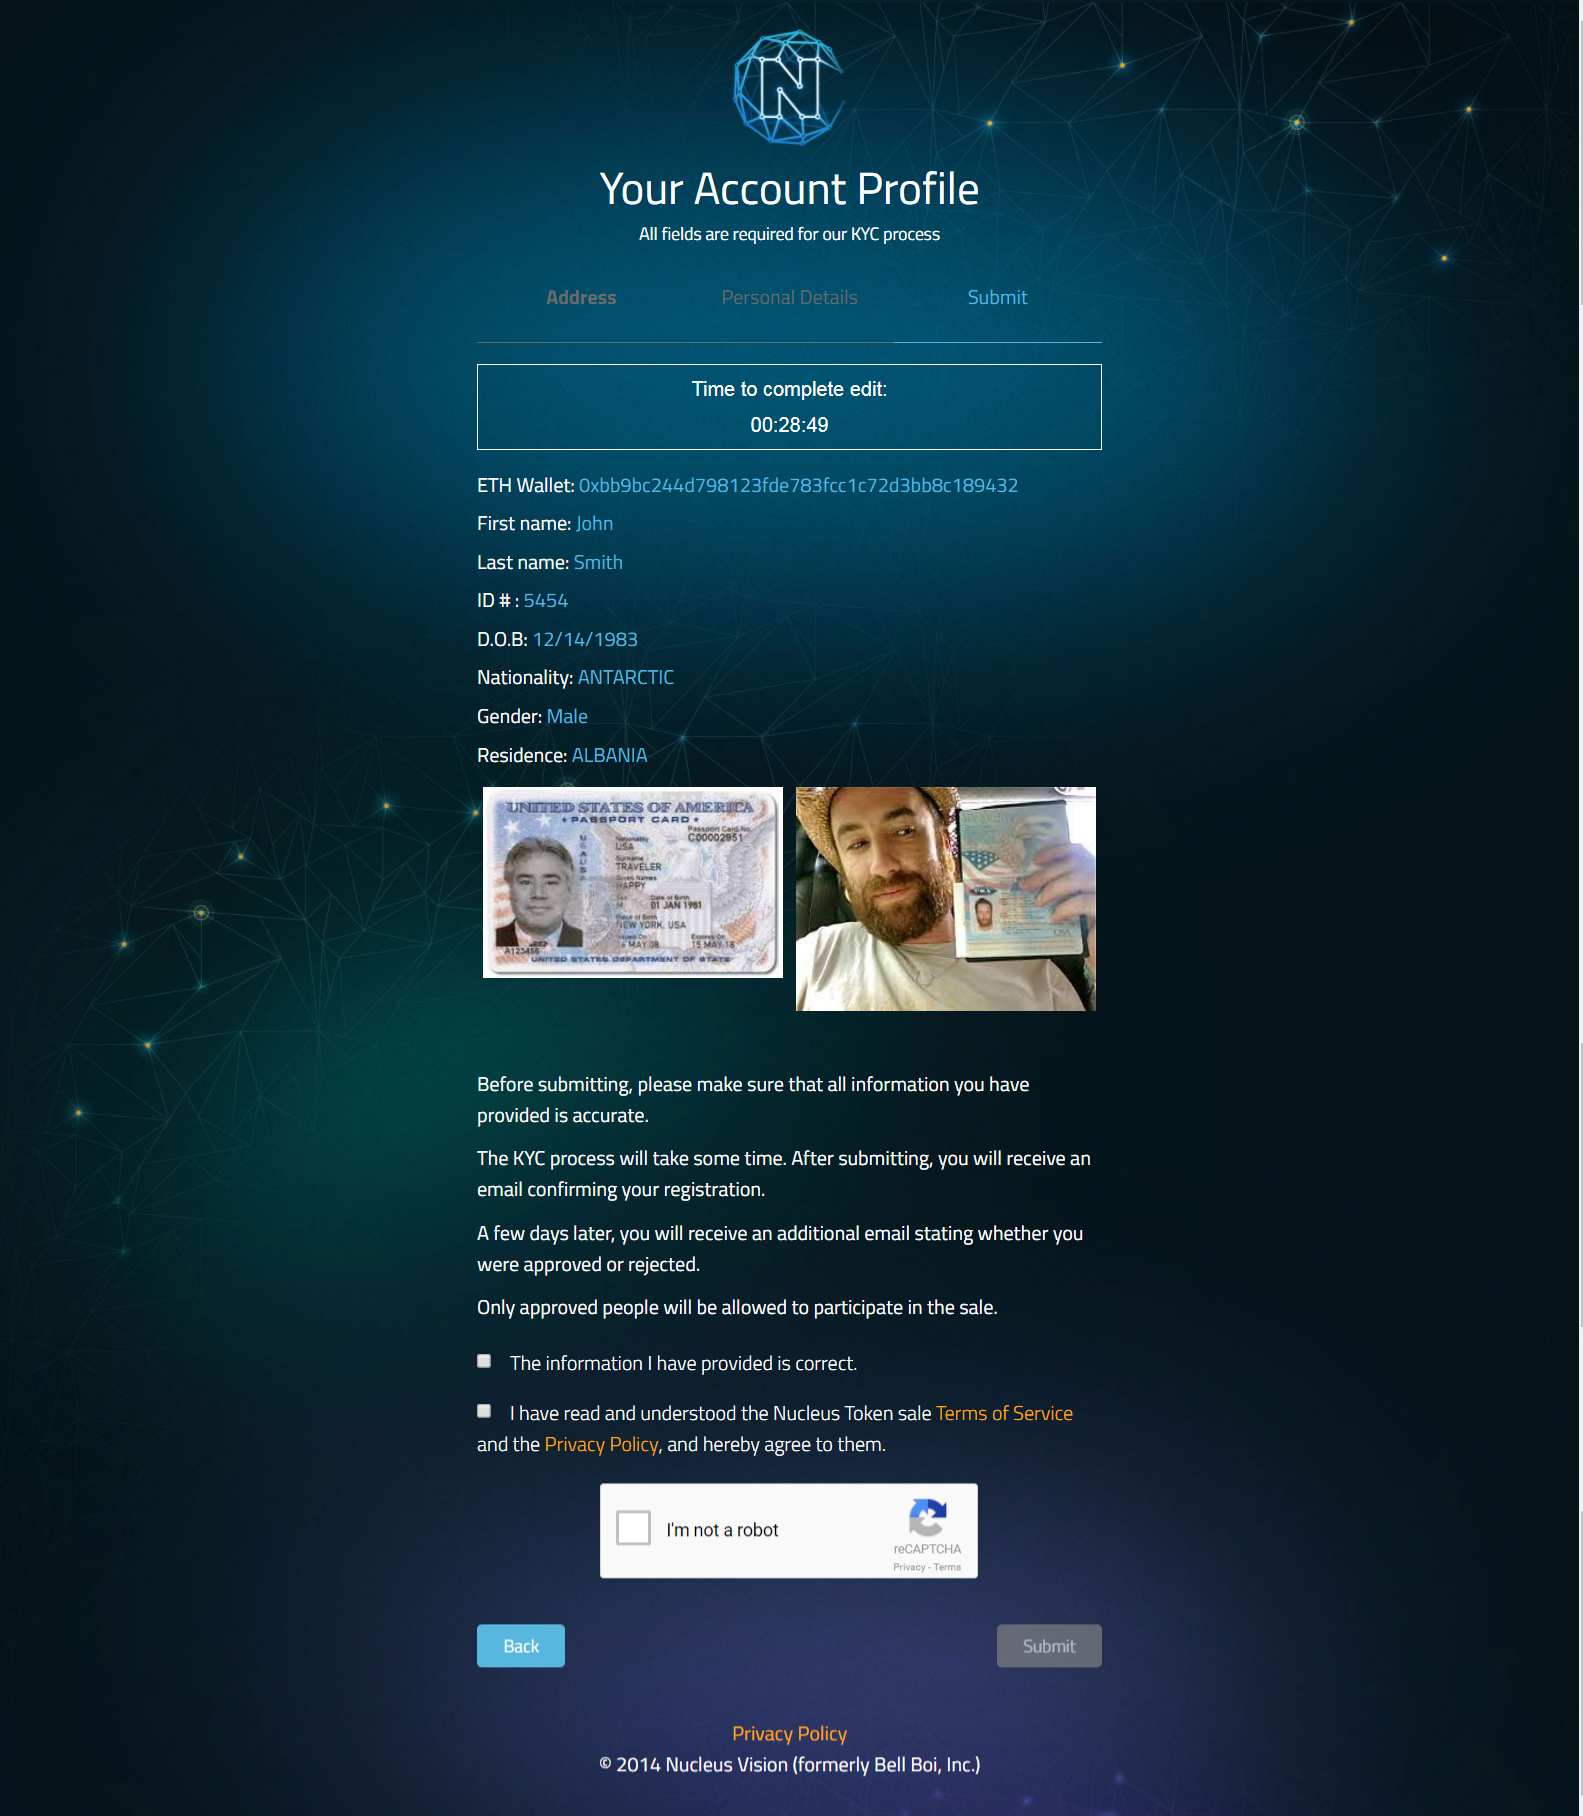 N
Your Account Profile
All fields are required for our KYC process
Address
Personal Details
Submit
Time to complete edit:
00:28:49
ETH Wallet: 0xbb9bc244d798123fde783fcc1c72d3bb8c189432
First name: John
Last name: Smith
ID # : 5454
D.O.B: 12/14/1983
Nationality: ANTARCTIC
Gender: Male
Residence: ALBANIA
UNITED STATES OF AMERICA
★ PASSPORT CARD ★
Nationality
USA
Passport Card No.
C00002951
Surname
TRAVELER
Given Names
HAPPY
Sex
M
Date of Birth
01 JAN 1981
Place of Birth
NEW YORK, USA
Issued On
Expires On
MAY 08
15 MAY 18
A123456
UNITED STATES DEPARTMENT OF STATE
USA
Before submitting, please make sure that all information you have
provided is accurate.
The KYC process will take some time. After submitting, you will receive an
email confirming your registration.
A few days later, you will receive an additional email stating whether you
were approved or rejected.
Only approved people will be allowed to participate in the sale.
The information I have provided is correct.
I have read and understood the Nucleus Token sale Terms of Service
and the Privacy Policy, and hereby agree to them.
I'm not a robot
reCAPTCHA
Privacy - Terms
Back
Submit
Privacy Policy
© 2014 Nucleus Vision (formerly Bell Boi, Inc.)